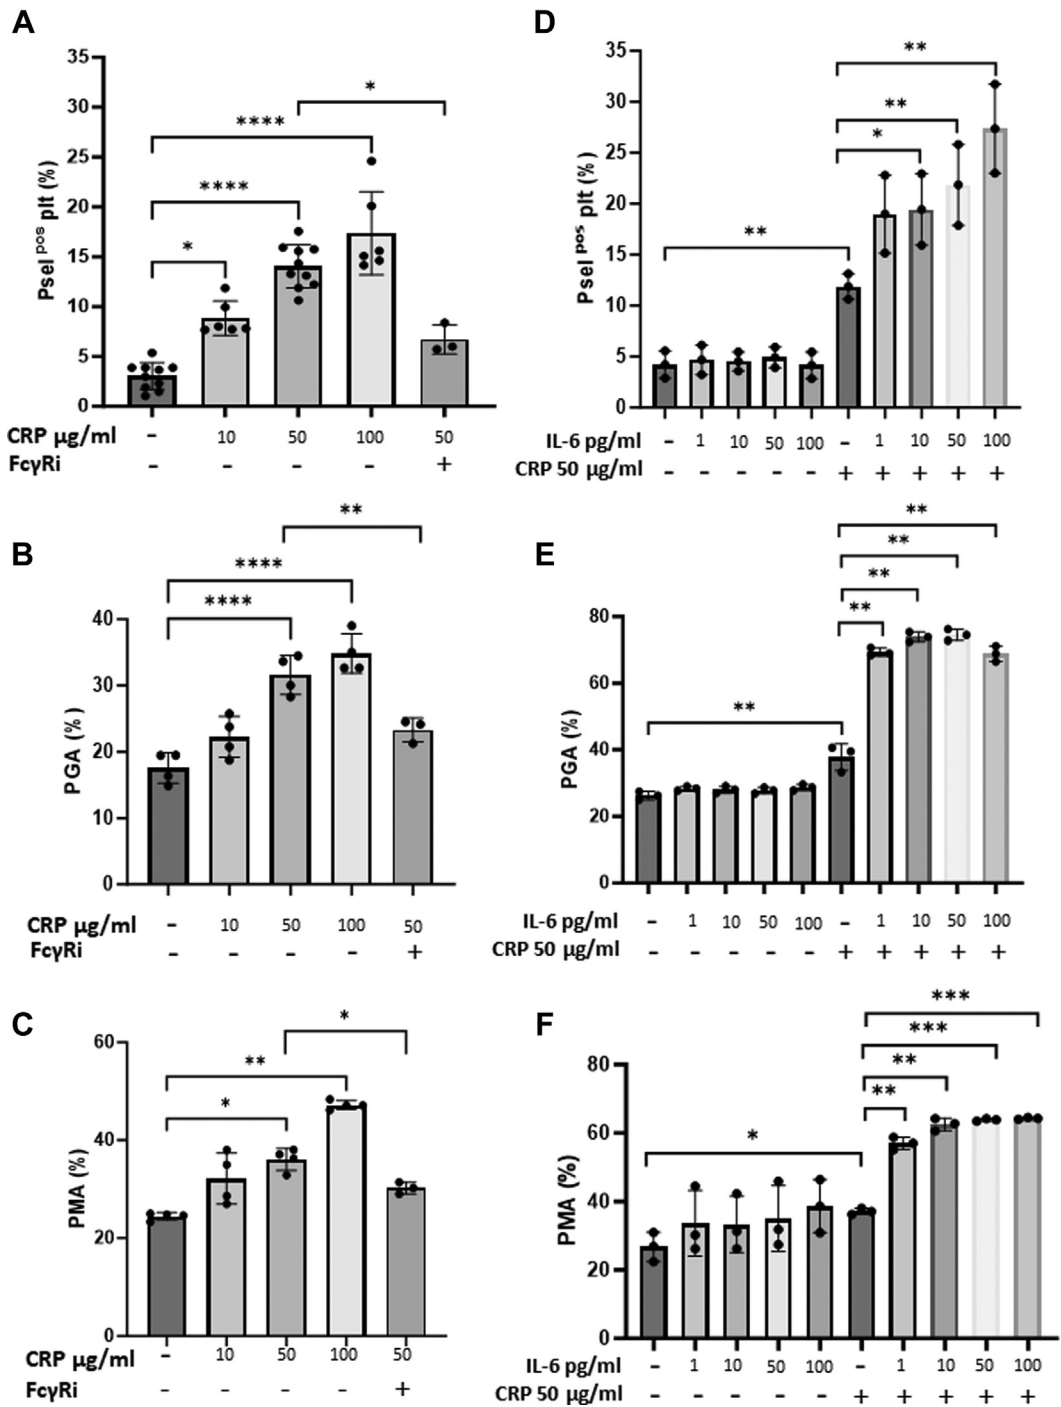 A
35
30
25
20
15
10
5
0
Psel pos plt (%)
*
****
****
*
CRP µg/ml - 10 50 100 50
FcγRi - - - - +
D
35
30
25
20
15
10
5
0
Psel pos plt (%)
**
**
*
**
IL-6 pg/ml - 1 10 50 100 - 1 10 50 100
CRP 50 µg/ml - - - - - + + + + +
B
40
30
20
10
0
PGA (%)
**
****
****
CRP µg/ml - 10 50 100 50
FcγRi - - - - +
E
80
60
40
20
0
PGA (%)
**
**
**
**
**
IL-6 pg/ml - 1 10 50 100 - 1 10 50 100
CRP 50 µg/ml - - - - - + + + + +
C
60
40
20
0
PMA (%)
*
**
*
CRP µg/ml - 10 50 100 50
FcγRi - - - - +
F
80
60
40
20
0
PMA (%)
***
***
**
**
*
IL-6 pg/ml - 1 10 50 100 - 1 10 50 100
CRP 50 µg/ml - - - - - + + + + +